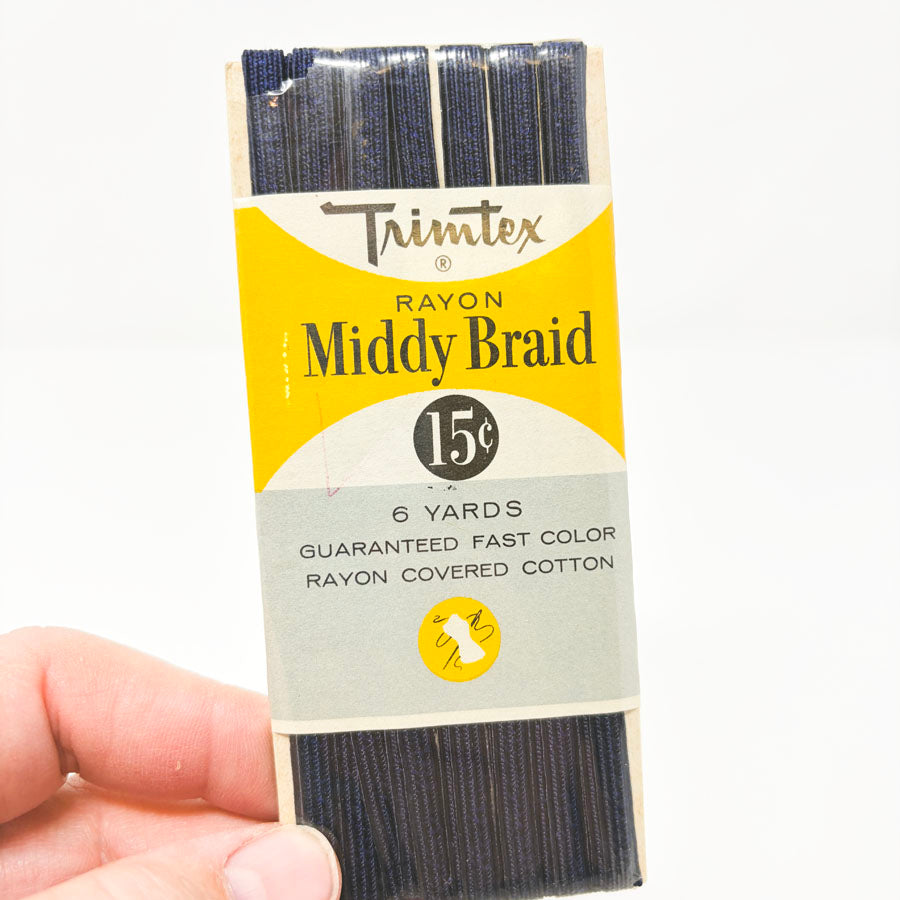 Trimtex
®
RAYON
Middy Braid
15¢
6 YARDS
GUARANTEED FAST COLOR
RAYON COVERED COTTON